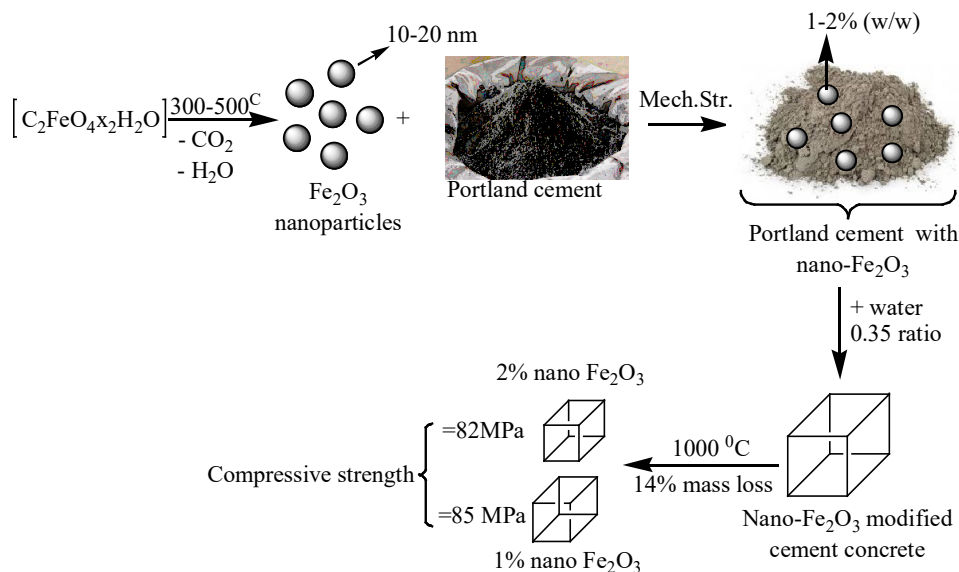 10-20 nm
[C₂FeO₄x₂H₂O]
300-500ᶜ
- CO₂
- H₂O
+
Fe₂O₃
nanoparticles
Portland cement
Mech.Str.
1-2% (w/w)
Portland cement with
nano-Fe₂O₃
+ water
0.35 ratio
Nano-Fe₂O₃ modified
cement concrete
1000 ⁰C
14% mass loss
2% nano Fe₂O₃
=82MPa
Compressive strength
=85 MPa
1% nano Fe₂O₃